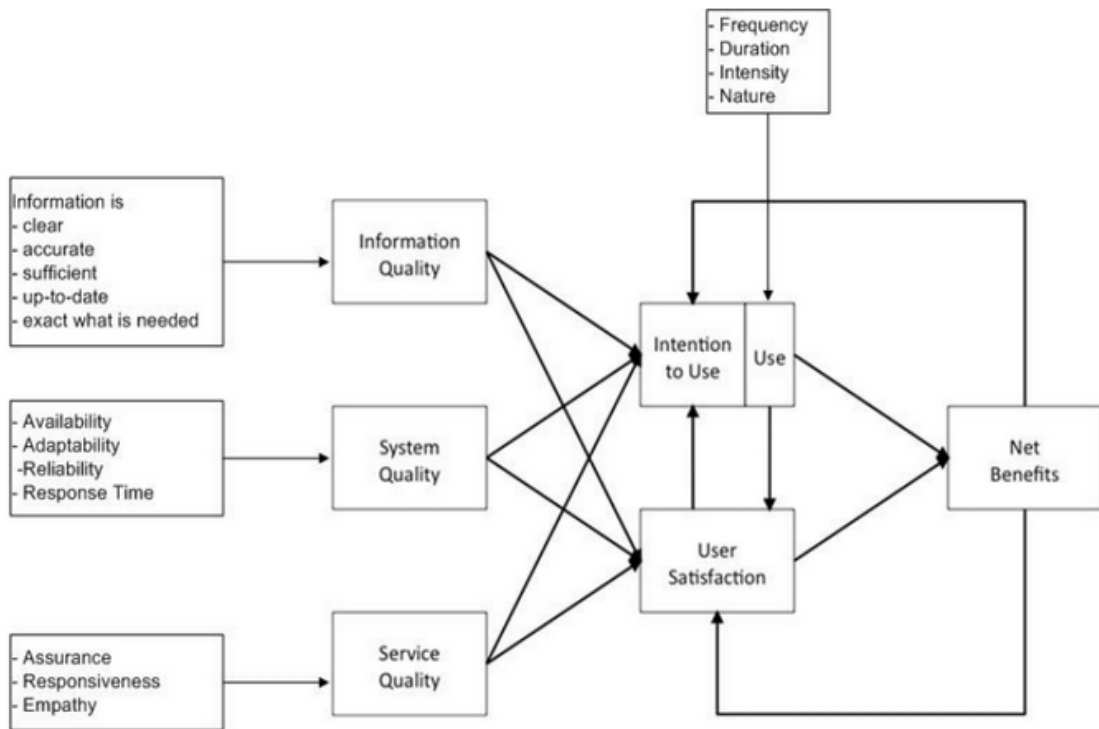 - Frequency
- Duration
- Intensity
- Nature
Information is
- clear
- accurate
- sufficient
- up-to-date
- exact what is needed
Information
Quality
Intention
to Use
Use
- Availability
- Adaptability
-Reliability
- Response Time
System
Quality
Net
Benefits
User
Satisfaction
- Assurance
- Responsiveness
- Empathy
Service
Quality